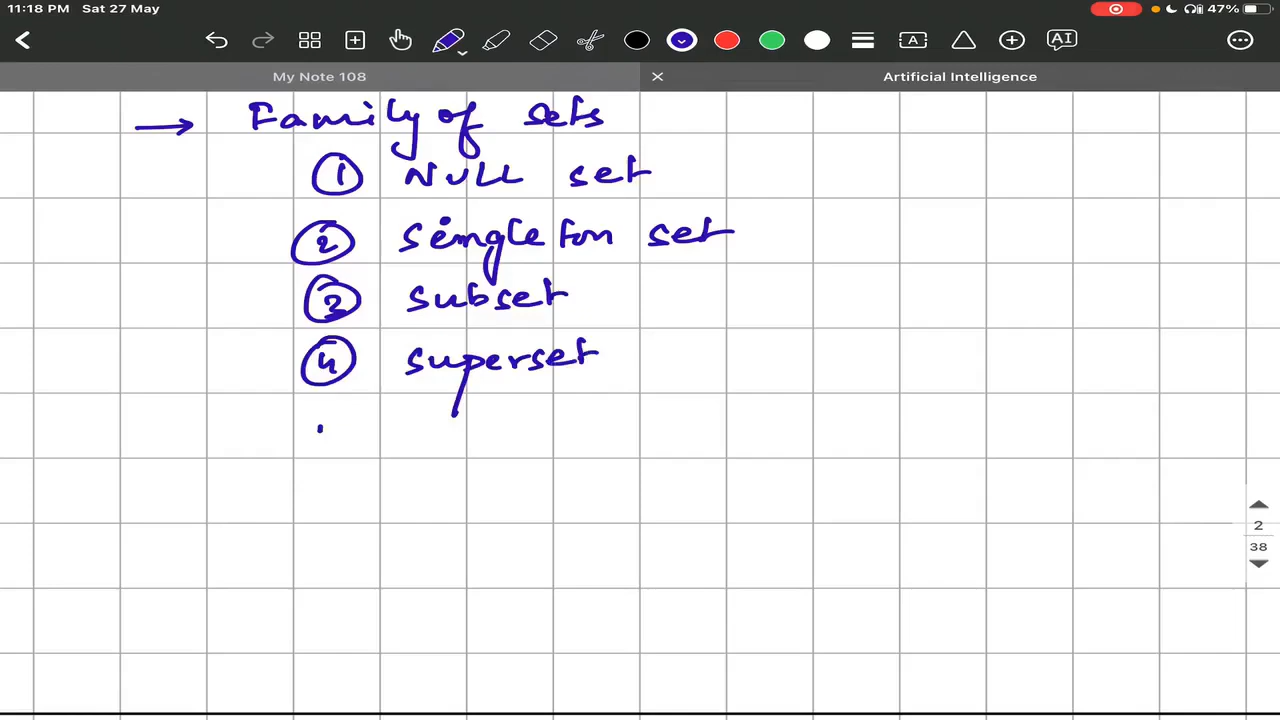 11:18 PM Sat 27 May 47%
A AI
My Note 108 Artificial Intelligence
→ Family of sets
① NULL set
② Singleton set
③ subset
④ superset
2
38